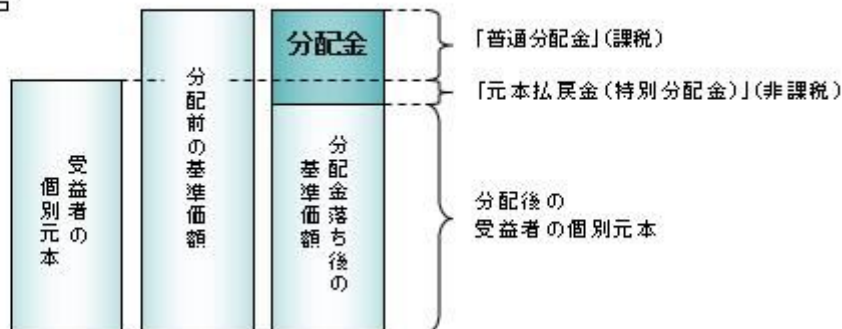 受益者の
個別元本
分配前の基準価額
分配金
分配金落ち後の
基準価額
「普通分配金」(課税)
「元本払戻金(特別分配金)」(非課税)
分配後の
受益者の個別元本